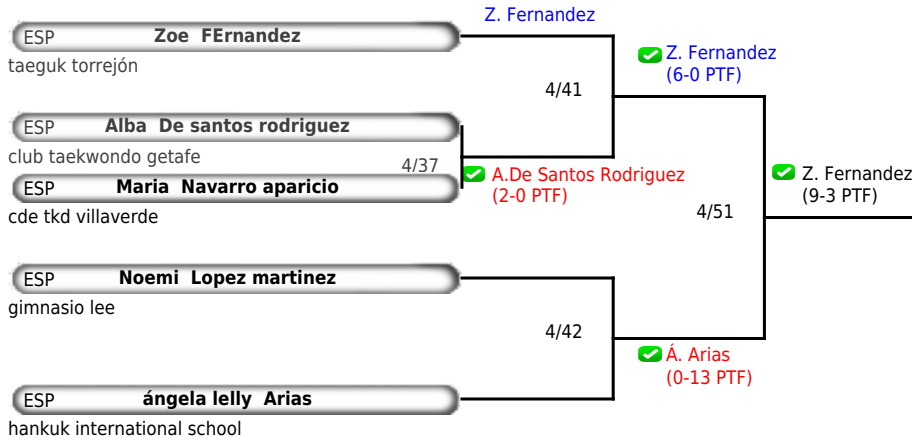 Z. Fernandez
ESP Zoe FErnandez
taeguk torrejón
Z. Fernandez
(6-0 PTF)
4/41
ESP Alba De santos rodriguez
club taekwondo getafe
4/37
A.De Santos Rodriguez
(2-0 PTF)
ESP Maria Navarro aparicio
cde tkd villaverde
Z. Fernandez
(9-3 PTF)
4/51
ESP Noemi Lopez martinez
gimnasio lee
4/42
Á. Arias
(0-13 PTF)
ESP ángela lelly Arias
hankuk international school